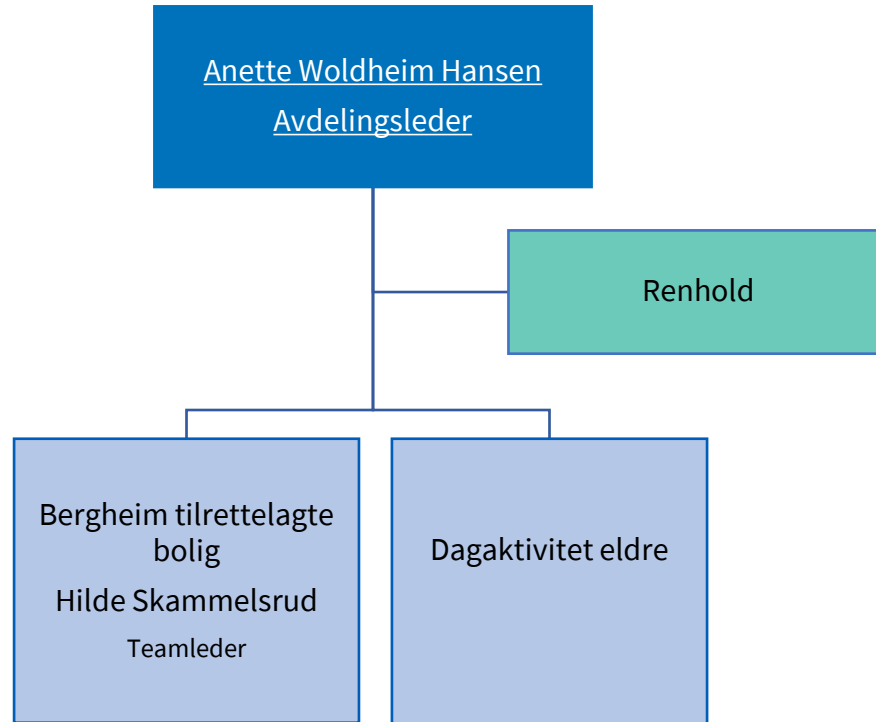 Anette Woldheim Hansen
Avdelingsleder
Renhold
Bergheim tilrettelagte
bolig
Hilde Skammelsrud
Teamleder
Dagaktivitet eldre